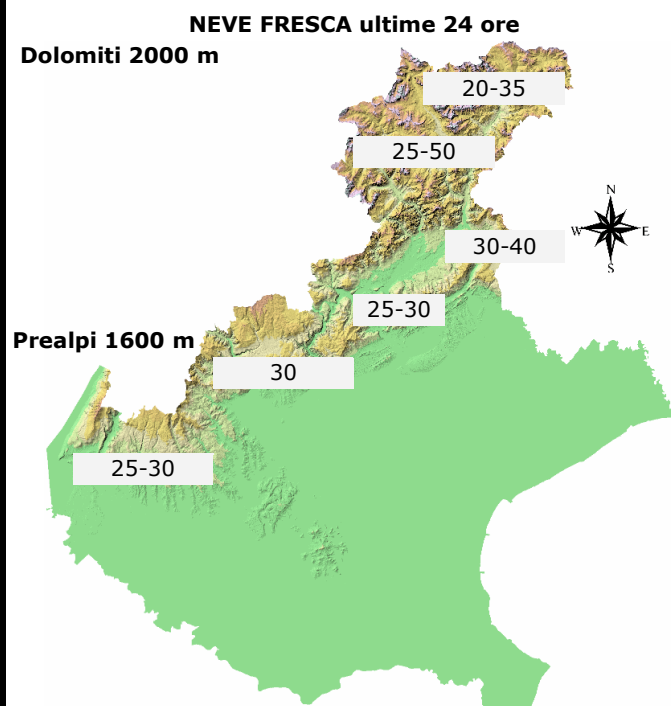 NEVE FRESCA ultime 24 ore
Dolomiti 2000 m
20-35
25-50
N
W E
S
30-40
25-30
Prealpi 1600 m
30
25-30